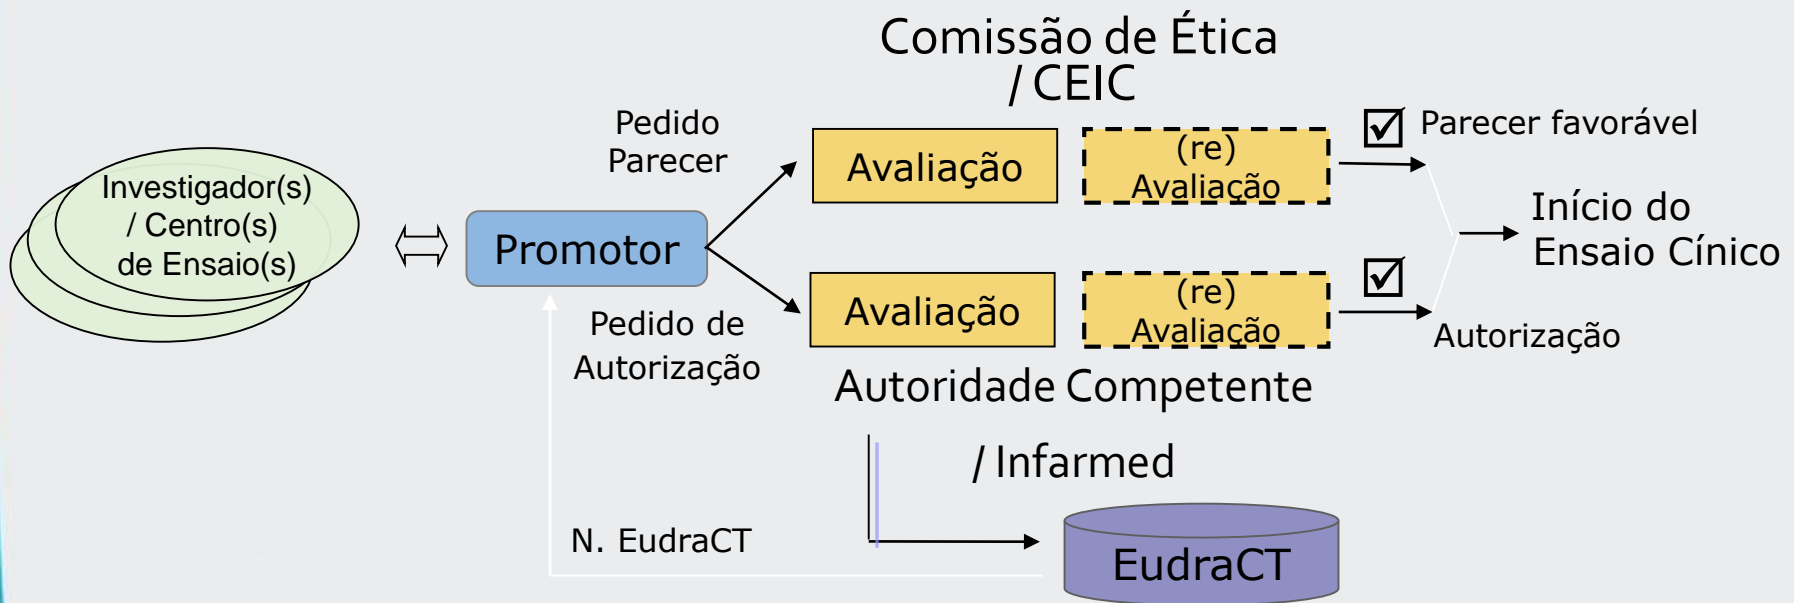 Comissão de Ética
/ CEIC
Pedido
Parecer
Avaliação
(re)
Avaliação
Parecer favorável
Investigador(s)
/ Centro(s)
de Ensaio(s)
Promotor
Início do
Ensaio Cínico
Pedido de
Autorização
Avaliação
(re)
Avaliação
Autorização
Autoridade Competente
/ Infarmed
N. EudraCT
EudraCT